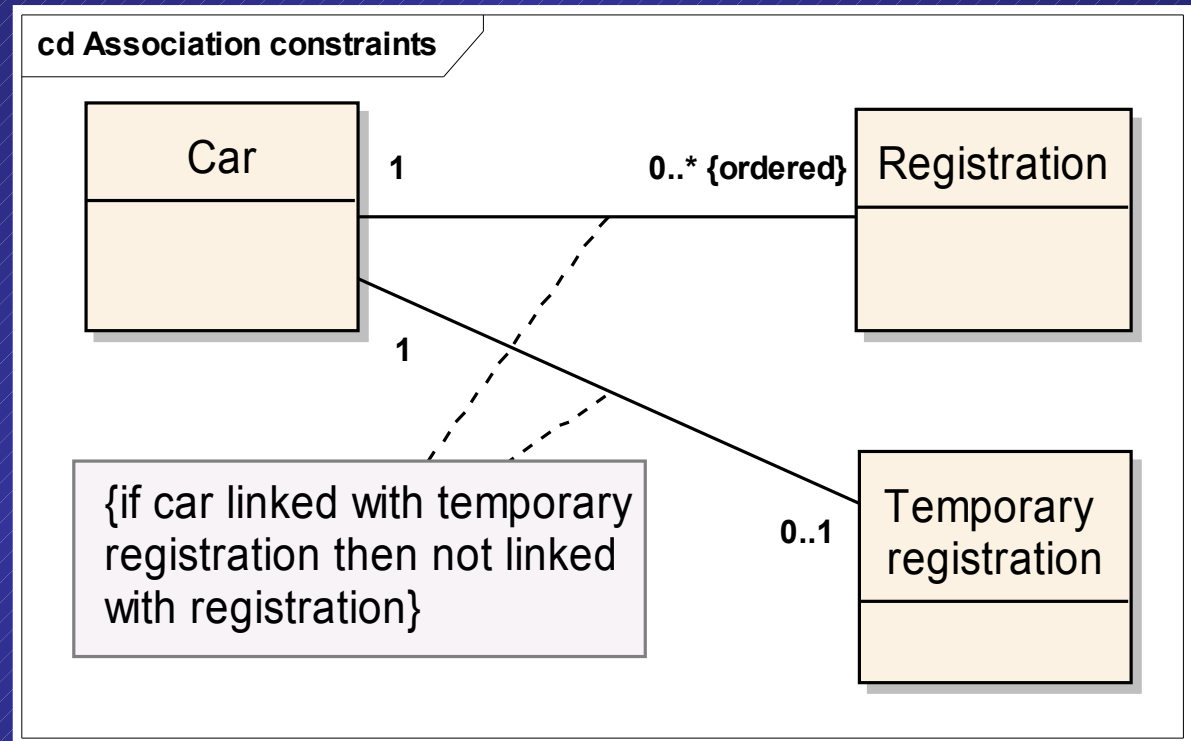 cd Association constraints
Car
1
0..* {ordered}
Registration
1
0..1
{if car linked with temporary
registration then not linked
with registration}
Temporary
registration